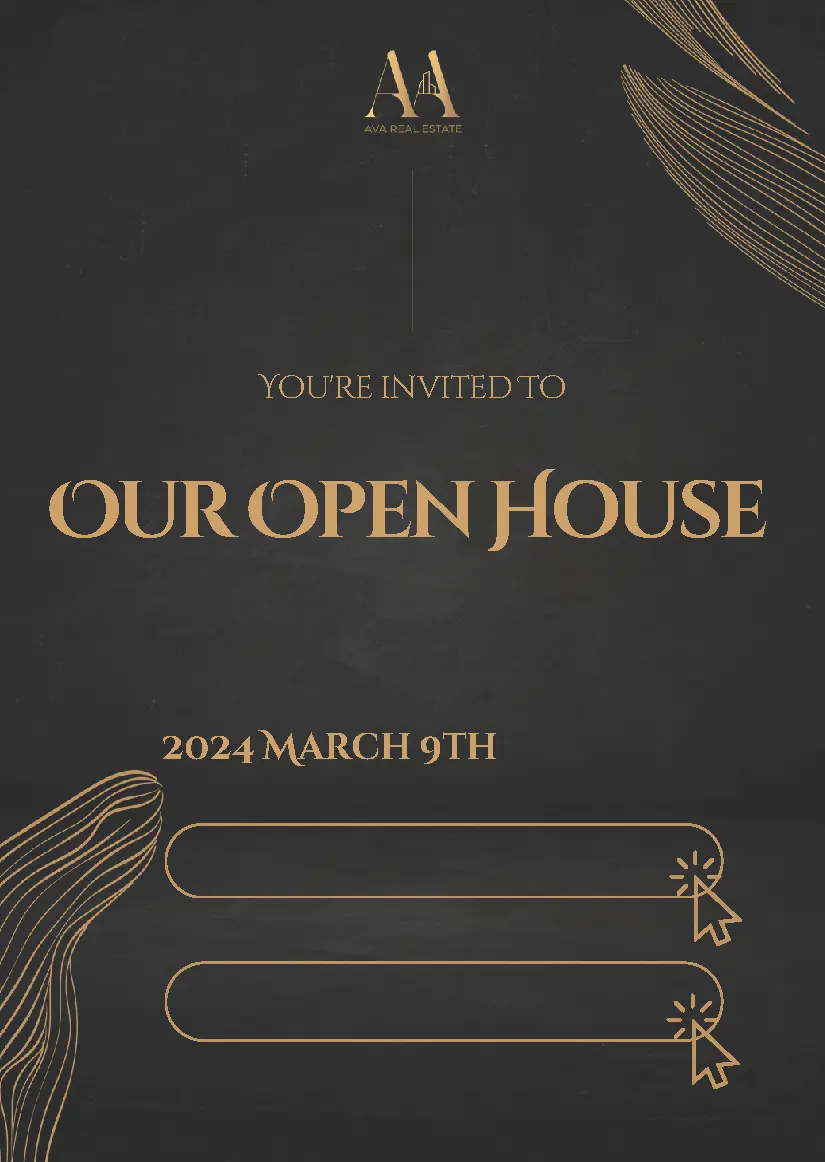 AA
AVA REAL ESTATE
YOU'RE INVITED TO
OUR OPEN HOUSE
2024 MARCH 9TH